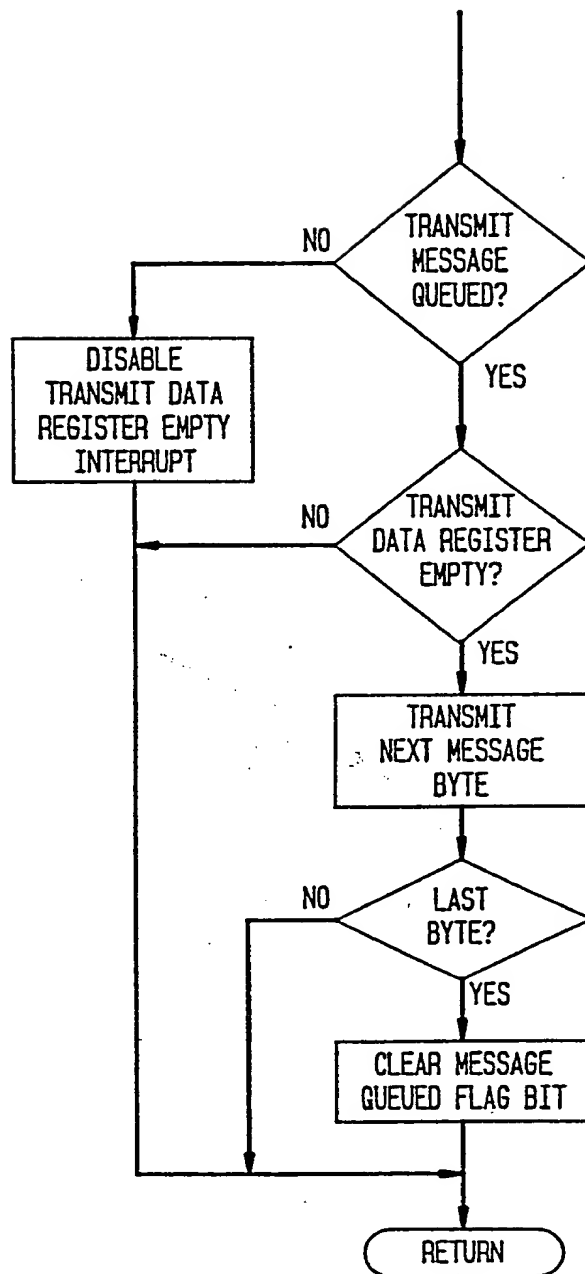 TRANSMIT
MESSAGE
QUEUED?
NO
YES
DISABLE
TRANSMIT DATA
REGISTER EMPTY
INTERRUPT
TRANSMIT
DATA REGISTER
EMPTY?
NO
YES
TRANSMIT
NEXT MESSAGE
BYTE
LAST
BYTE?
NO
YES
CLEAR MESSAGE
QUEUED FLAG BIT
RETURN